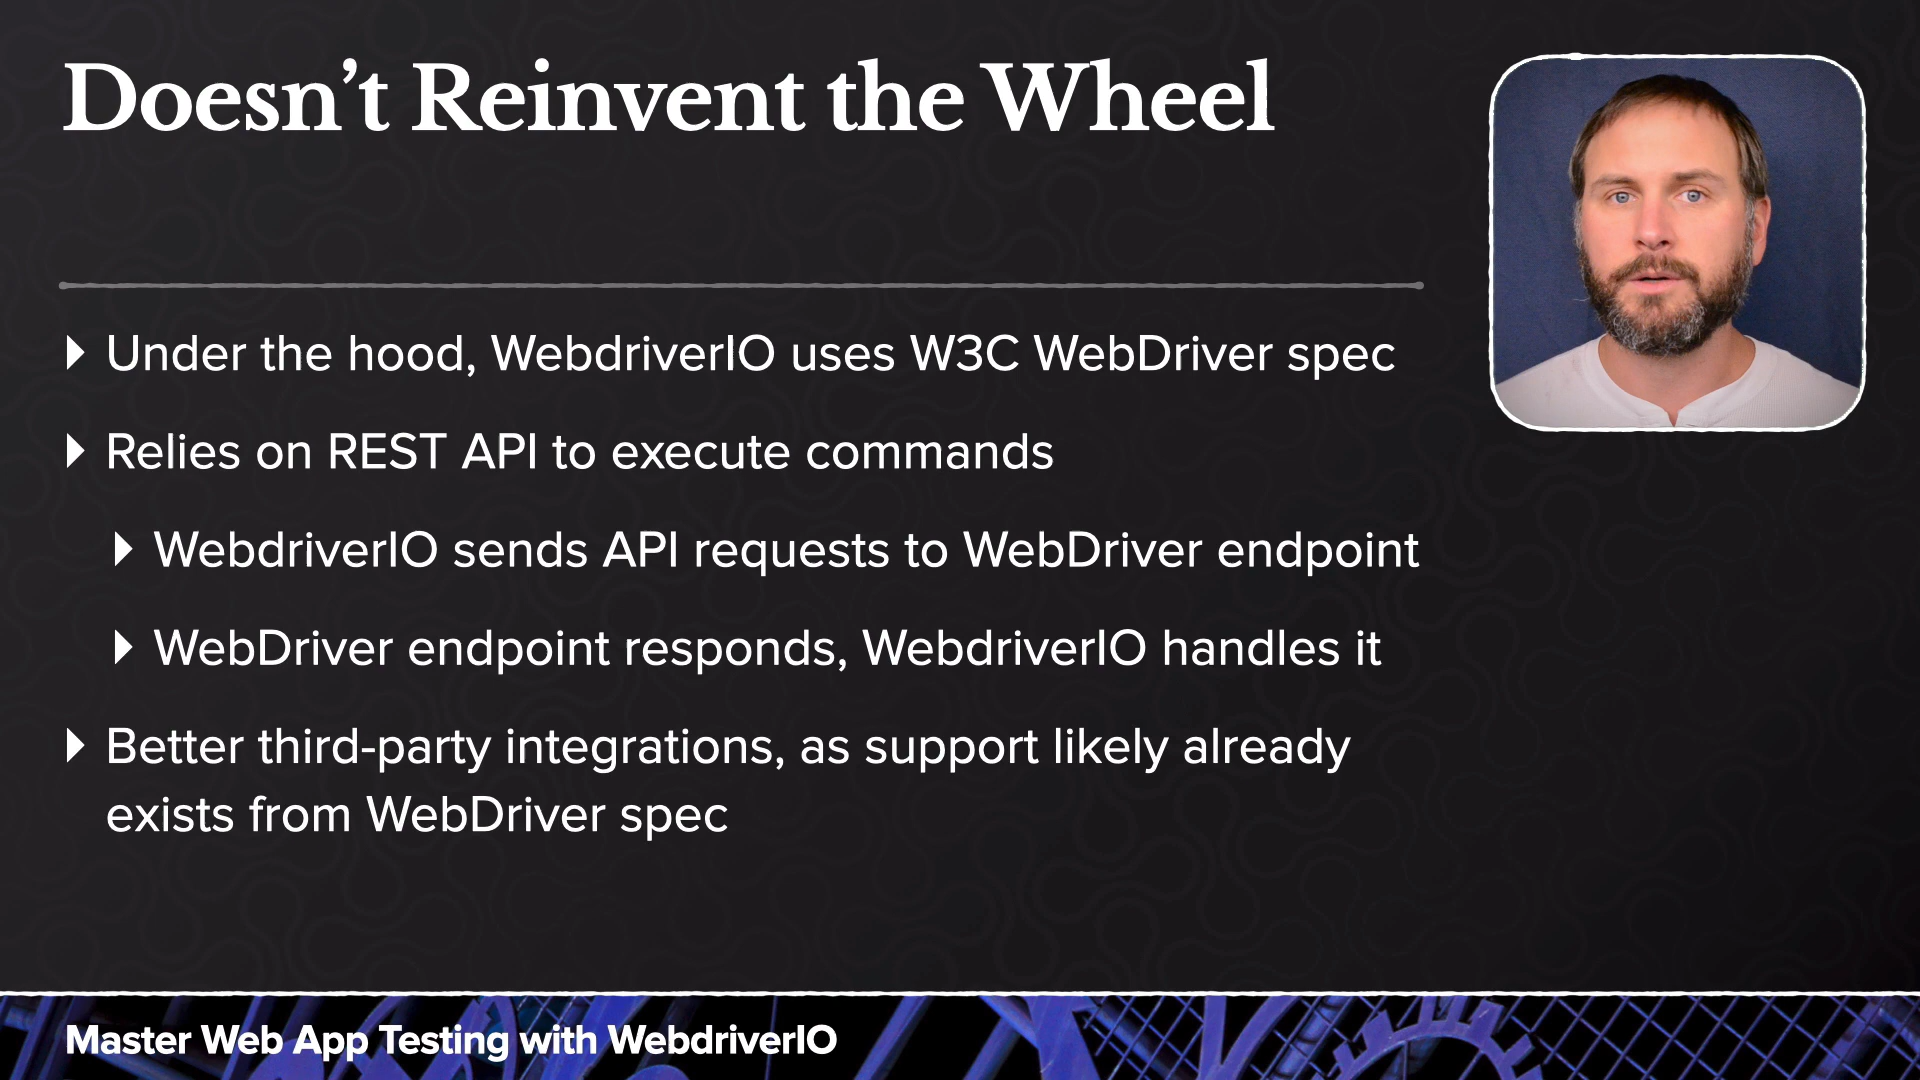 Doesn’t Reinvent the Wheel
Under the hood, WebdriverIO uses W3C WebDriver spec
Relies on REST API to execute commands
WebdriverIO sends API requests to WebDriver endpoint
WebDriver endpoint responds, WebdriverIO handles it
Better third-party integrations, as support likely already
exists from WebDriver spec
Master Web App Testing with WebdriverIO